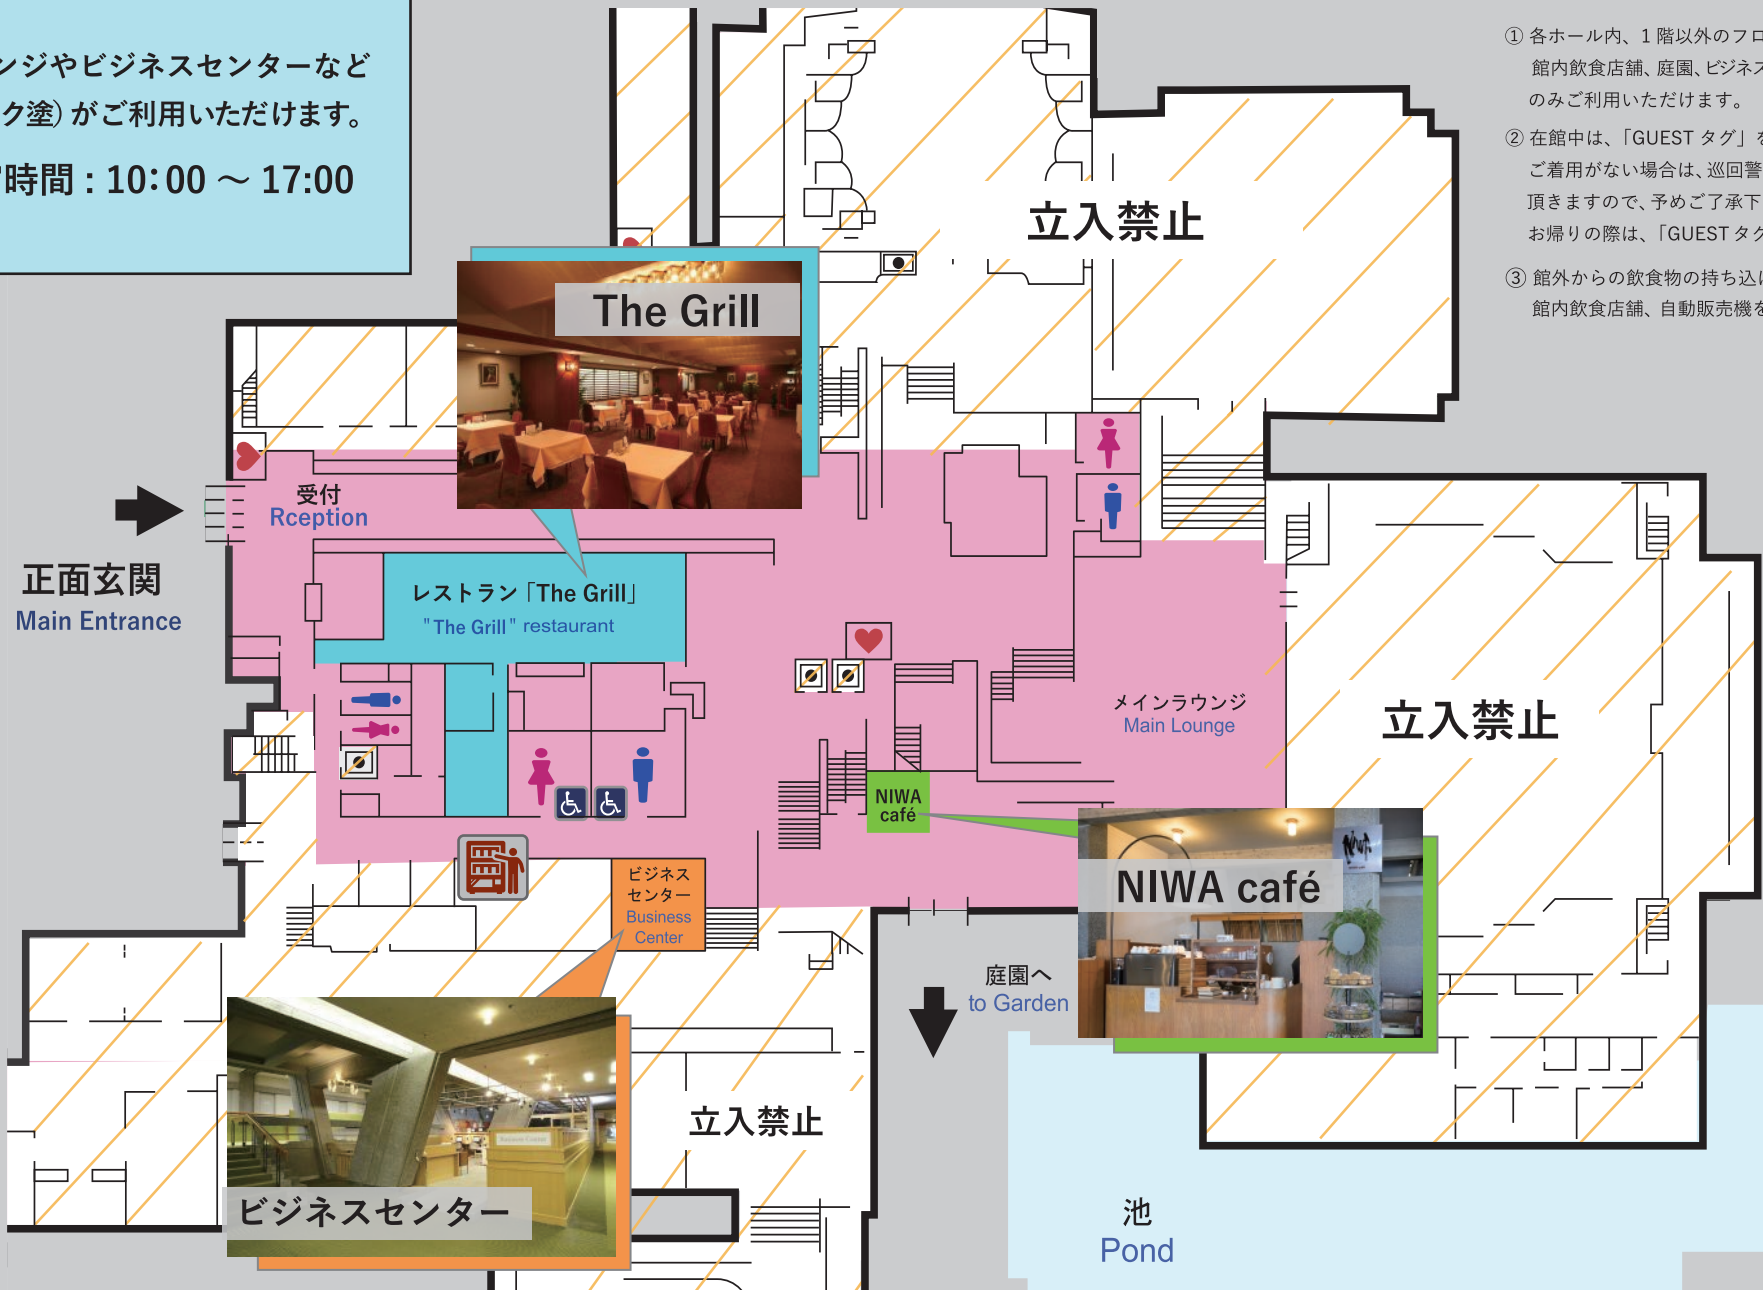 ンジやビジネスセンターなど
ク塗)がご利用いただけます。
時間 : 10:00 ～ 17:00
① 各ホール内、1 階以外のフロ
館内飲食店舗、庭園、ビジネス
のみご利用いただけます。
② 在館中は、「GUEST タグ」を
ご着用がない場合は、巡回警
頂きますので、予めご了承下
お帰りの際は、「GUEST タグ
③ 館外からの飲食物の持ち込
館内飲食店舗、自動販売機を
立入禁止
The Grill
受付
Rception
正面玄関
Main Entrance
レストラン「The Grill」
"The Grill" restaurant
メインラウンジ
Main Lounge
立入禁止
NIWA
café
NIWA café
ビジネス
センター
Business
Center
庭園へ
to Garden
Business Center
ビジネスセンター
立入禁止
池
Pond